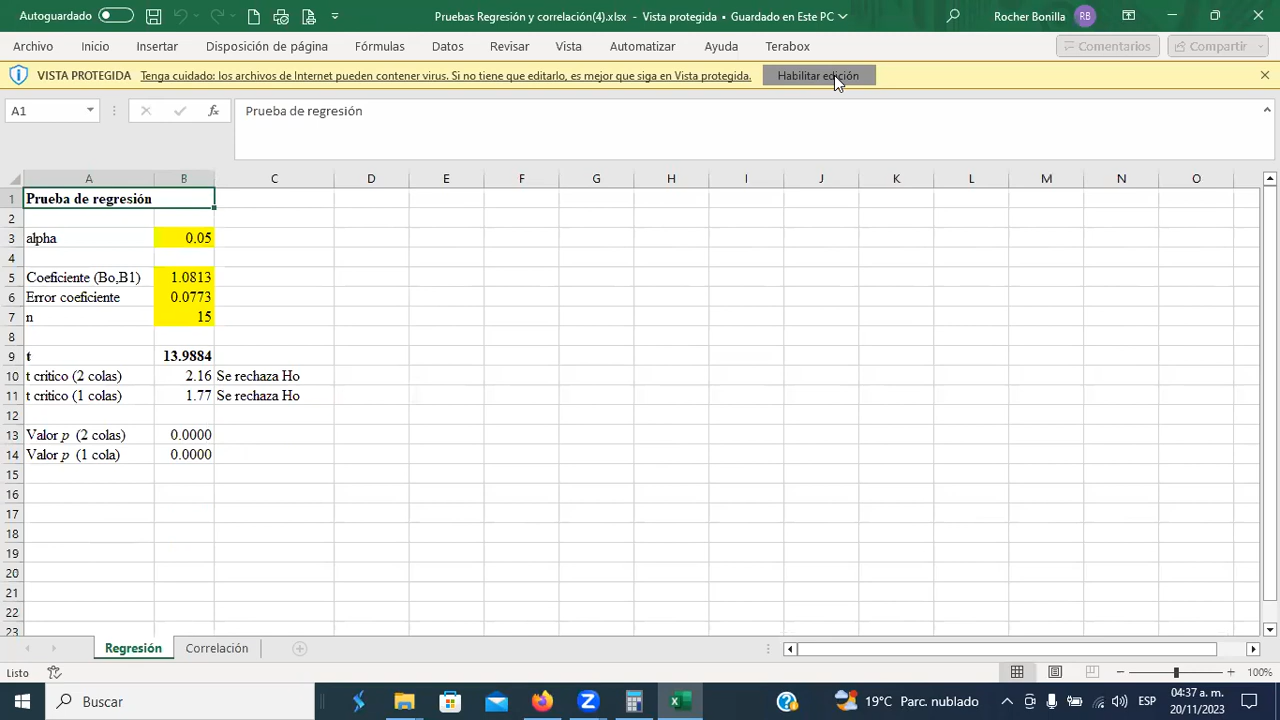 Autoguardado
Pruebas Regresión y correlación(4).xlsx - Vista protegida • Guardado en Este PC
Rocher Bonilla
RB
Archivo Inicio Insertar Disposición de página Fórmulas Datos Revisar Vista Automatizar Ayuda Terabox
Comentarios
Compartir
VISTA PROTEGIDA Tenga cuidado: los archivos de Internet pueden contener virus. Si no tiene que editarlo, es mejor que siga en Vista protegida.
Habilitar edición
A1
fx
Prueba de regresión
A B C D E F G H I J K L M N O
1 Prueba de regresión
2
3 alpha 0.05
4
5 Coeficiente (Bo,B1) 1.0813
6 Error coeficiente 0.0773
7 n 15
8
9 t 13.9884
10 t critico (2 colas) 2.16 Se rechaza Ho
11 t critico (1 colas) 1.77 Se rechaza Ho
12
13 Valor p (2 colas) 0.0000
14 Valor p (1 cola) 0.0000
15
16
17
18
19
20
21
22
23
Regresión Correlación
Listo
100%
Buscar
19°C Parc. nublado
ESP
04:37 a. m.
20/11/2023